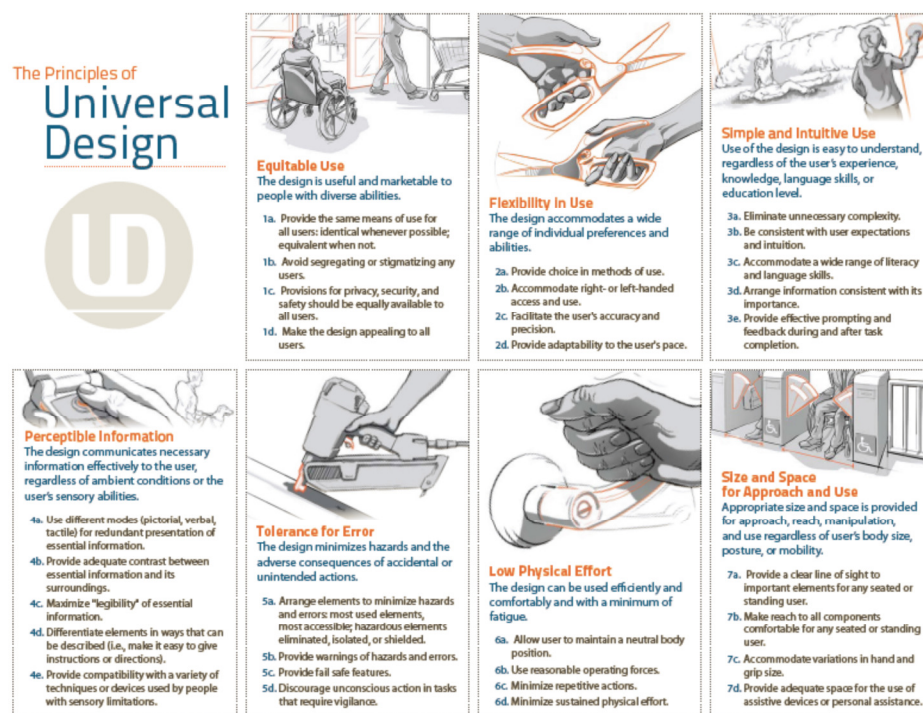 The Principles of
Universal
Design
UD
Equitable Use
The design is useful and marketable to
people with diverse abilities.
1a. Provide the same means of use for
all users: identical whenever possible;
equivalent when not.
1b. Avoid segregating or stigmatizing any
users.
1c. Provisions for privacy, security, and
safety should be equally available to
all users.
1d. Make the design appealing to all
users.
Flexibility in Use
The design accommodates a wide
range of individual preferences and
abilities.
2a. Provide choice in methods of use.
2b. Accommodate right- or left-handed
access and use.
2c. Facilitate the user's accuracy and
precision.
2d. Provide adaptability to the user's pace.
Simple and Intuitive Use
Use of the design is easy to understand,
regardless of the user's experience,
knowledge, language skills, or
education level.
3a. Eliminate unnecessary complexity.
3b. Be consistent with user expectations
and intuition.
3c. Accommodate a wide range of literacy
and language skills.
3d. Arrange information consistent with its
importance.
3e. Provide effective prompting and
feedback during and after task
completion.
Perceptible Information
The design communicates necessary
information effectively to the user,
regardless of ambient conditions or the
user's sensory abilities.
4a. Use different modes (pictorial, verbal,
tactile) for redundant presentation of
essential information.
4b. Provide adequate contrast between
essential information and its
surroundings.
4c. Maximize "legibility" of essential
information.
4d. Differentiate elements in ways that can
be described (i.e., make it easy to give
instructions or directions).
4e. Provide compatibility with a variety of
techniques or devices used by people
with sensory limitations.
Tolerance for Error
The design minimizes hazards and the
adverse consequences of accidental or
unintended actions.
5a. Arrange elements to minimize hazards
and errors: most used elements,
most accessible; hazardous elements
eliminated, isolated, or shielded.
5b. Provide warnings of hazards and errors.
5c. Provide fail safe features.
5d. Discourage unconscious action in tasks
that require vigilance.
Low Physical Effort
The design can be used efficiently and
comfortably and with a minimum of
fatigue.
6a. Allow user to maintain a neutral body
position.
6b. Use reasonable operating forces.
6c. Minimize repetitive actions.
6d. Minimize sustained physical effort.
Size and Space
for Approach and Use
Appropriate size and space is provided
for approach, reach, manipulation,
and use regardless of user's body size,
posture, or mobility.
7a. Provide a clear line of sight to
important elements for any seated or
standing user.
7b. Make reach to all components
comfortable for any seated or standing
user.
7c. Accommodate variations in hand and
grip size.
7d. Provide adequate space for the use of
assistive devices or personal assistance.